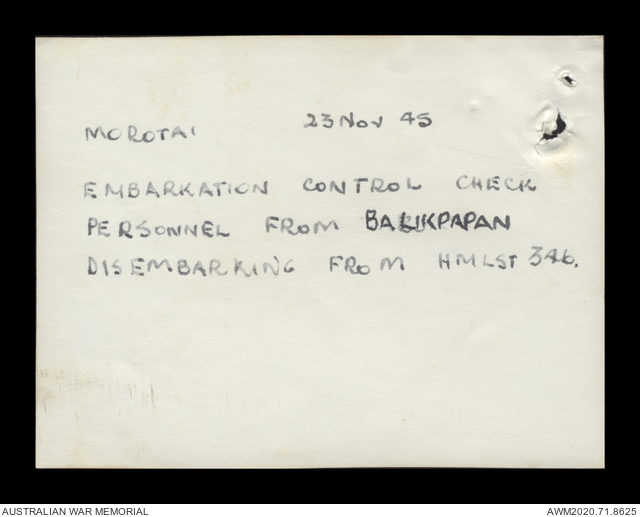 MOROTAI 23 Nov 45
EMBARKATION CONTROL CHECK
PERSONNEL FROM BALIKPAPAN
DISEMBARKING FROM HMLST 346.
AUSTRALIAN WAR MEMORIAL AWM2020.71.8625